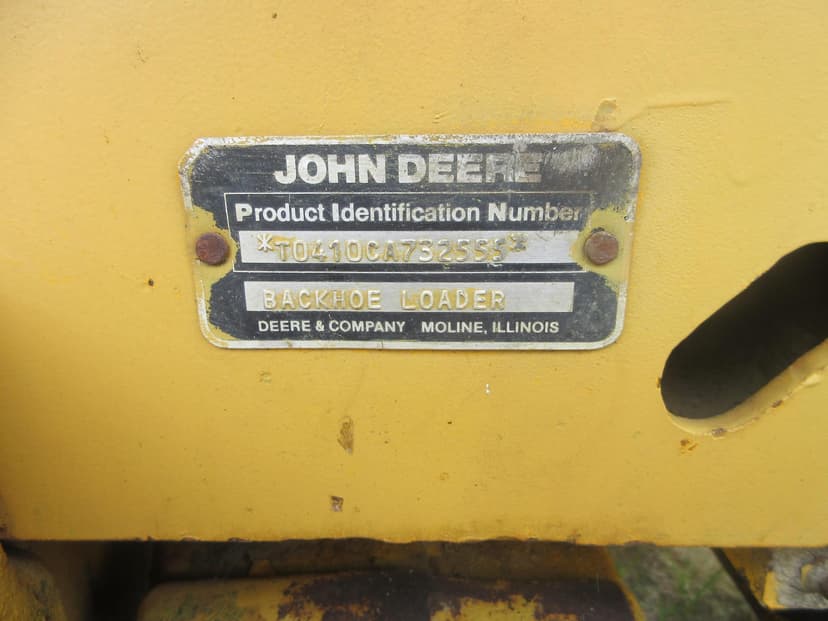 JOHN DEERE
Product Identification Number
*T0410CA732555*
BACKHOE LOADER
DEERE & COMPANY MOLINE, ILLINOIS